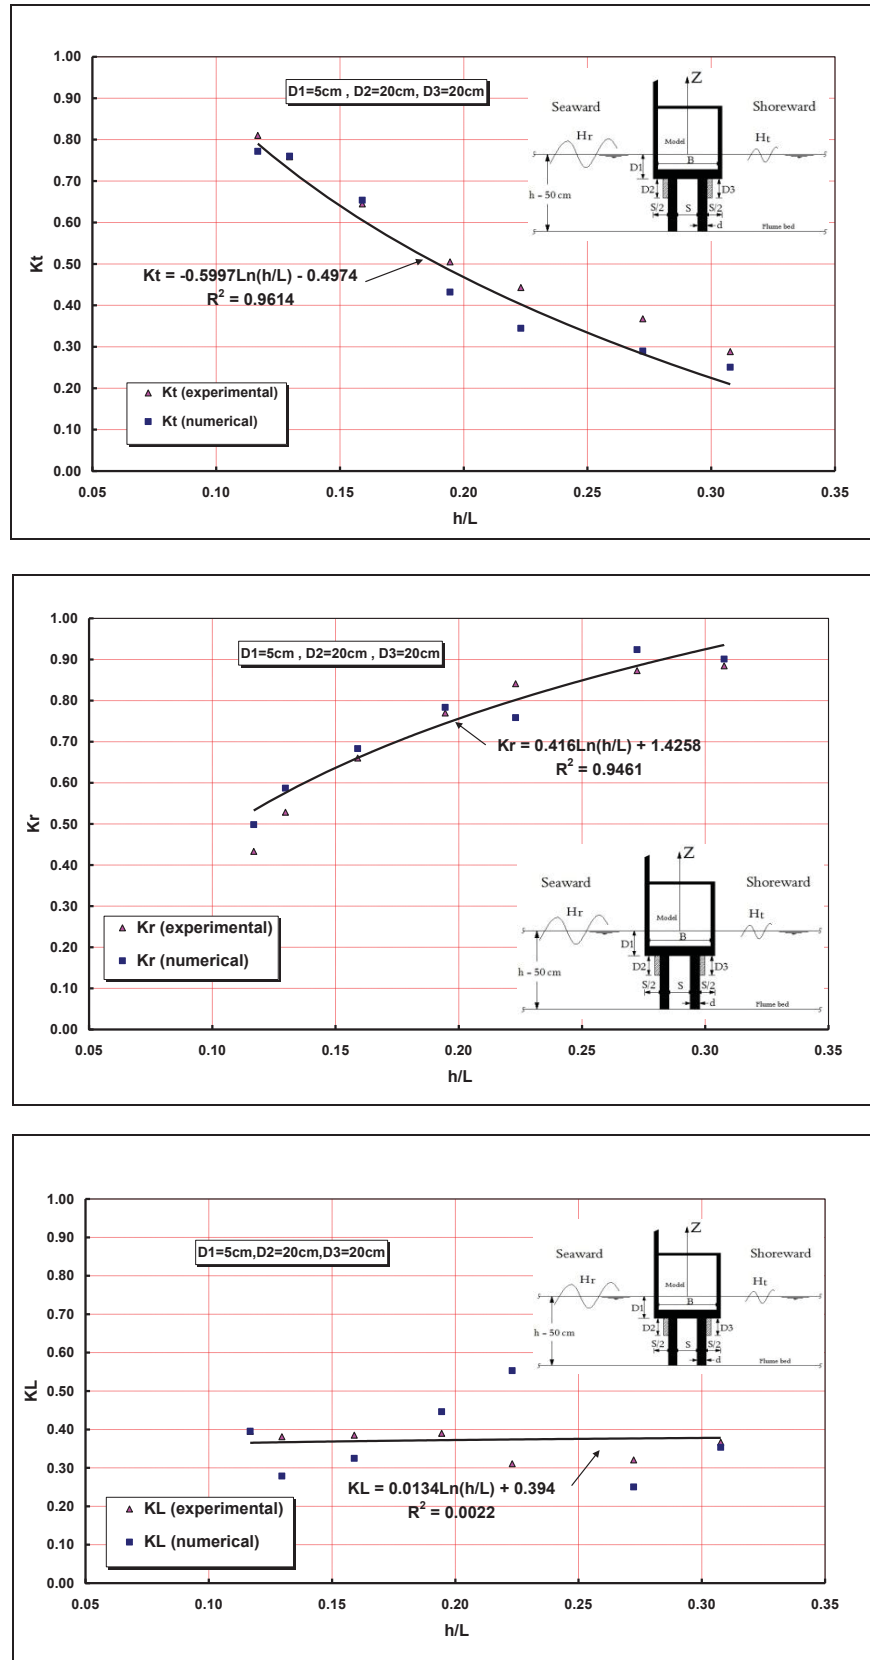 1.00
0.90
0.80
0.70
0.60
0.50
0.40
0.30
0.20
0.10
0.00
Kt
D1=5cm , D2=20cm, D3=20cm
Z
Seaward
Shoreward
Hr
Model
Ht
B
D1
h = 50 cm
D2
D3
S/2
S
S/2
d
Flume bed
Kt = -0.5997Ln(h/L) - 0.4974
R² = 0.9614
Kt (experimental)
Kt (numerical)
0.05 0.10 0.15 0.20 0.25 0.30 0.35
h/L
1.00
0.90
0.80
0.70
0.60
0.50
0.40
0.30
0.20
0.10
0.00
Kr
D1=5cm , D2=20cm , D3=20cm
Kr = 0.416Ln(h/L) + 1.4258
R² = 0.9461
Z
Seaward
Shoreward
Hr
Model
Ht
B
D1
h = 50 cm
D2
D3
S/2
S
S/2
d
Flume bed
Kr (experimental)
Kr (numerical)
0.05 0.10 0.15 0.20 0.25 0.30 0.35
h/L
1.00
0.90
0.80
0.70
0.60
0.50
0.40
0.30
0.20
0.10
0.00
KL
D1=5cm,D2=20cm,D3=20cm
Z
Seaward
Shoreward
Hr
Model
Ht
B
D1
h = 50 cm
D2
D3
S/2
S
S/2
d
Flume bed
KL = 0.0134Ln(h/L) + 0.394
R² = 0.0022
KL (experimental)
KL (numerical)
0.05 0.10 0.15 0.20 0.25 0.30 0.35
h/L